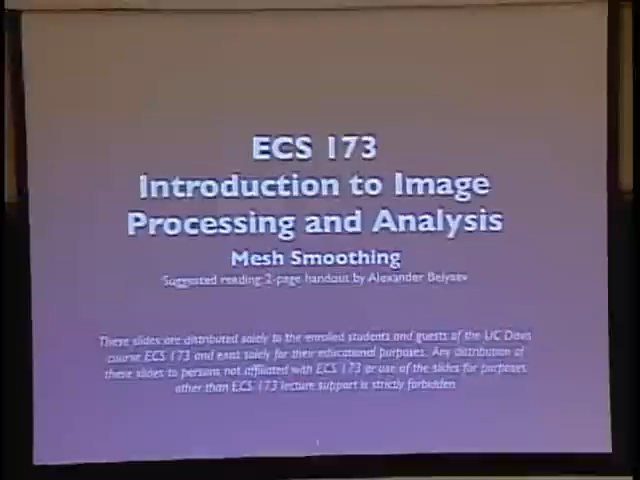 ECS 173
Introduction to Image
Processing and Analysis
Mesh Smoothing
Suggested reading: 2-page handout by Alexander Belyaev
These slides are distributed solely to the enrolled students and guests of the UC Davis
course ECS 173 and exist solely for their educational purposes. Any distribution of
these slides to persons not affiliated with ECS 173 or use of the slides for purposes
other than ECS 173 lecture support is strictly forbidden.
1